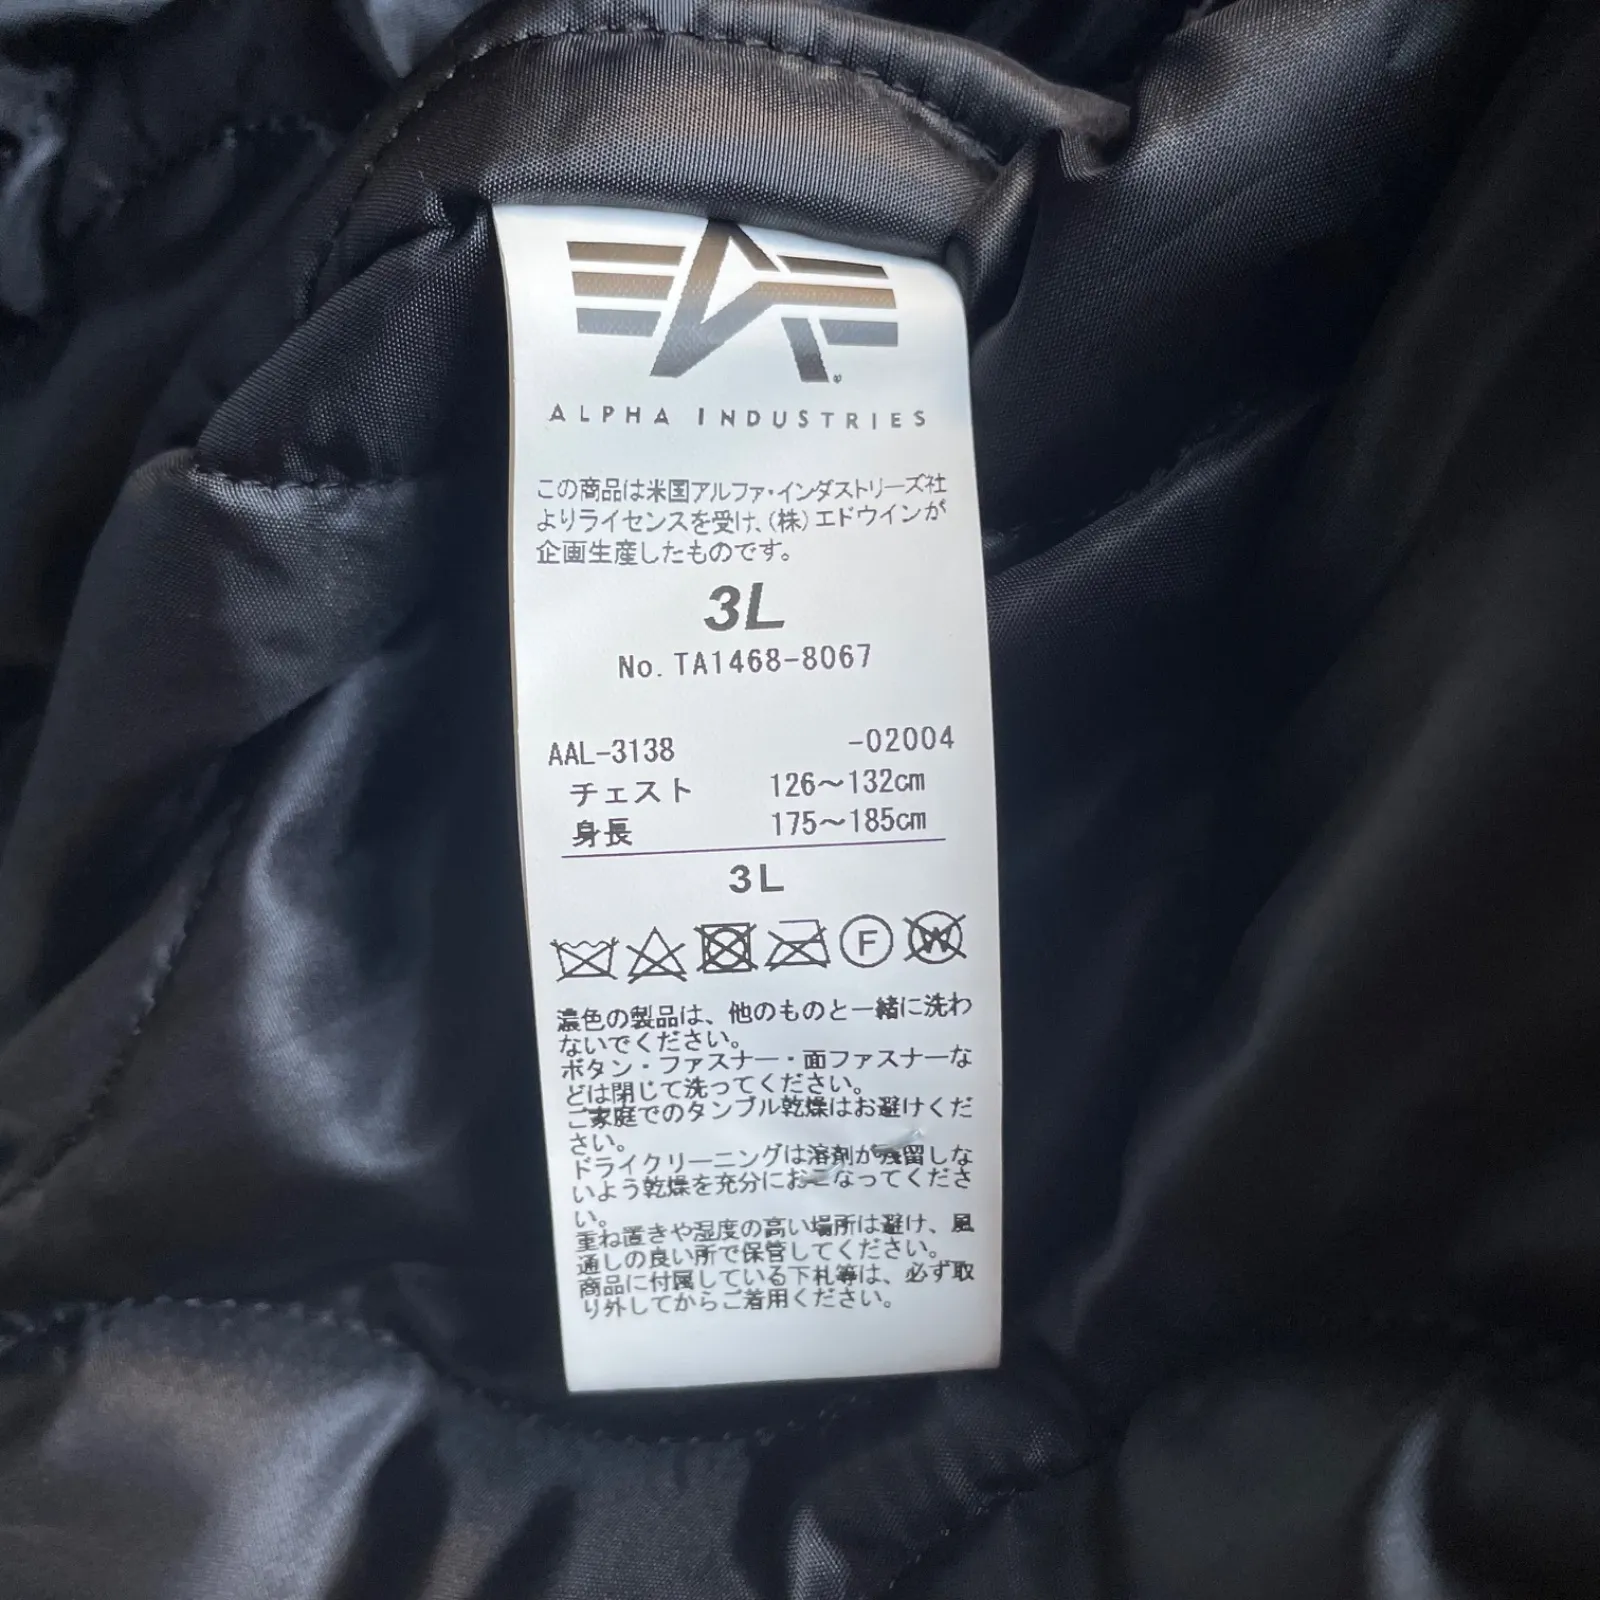 ALPHA INDUSTRIES
この商品は米国アルファ・インダストリーズ社
よりライセンスを受け、(株)エドウインが
企画生産したものです。
3L
No. TA1468-8067
AAL-3138 -02004
チェスト 126〜132cm
身長 175〜185cm
3L
F W
濃色の製品は、他のものと一緒に洗わ
ないでください。
ボタン・ファスナー・面ファスナーな
どは閉じて洗ってください。
ご家庭でのタンブル乾燥はお避けくだ
さい。
ドライクリーニングは溶剤が残留しな
いよう乾燥を充分におこなってくださ
い。
重ね置きや湿度の高い場所は避け、風
通しの良い所で保管してください。
商品に付属している下札等は、必ず取
り外してからご着用ください。